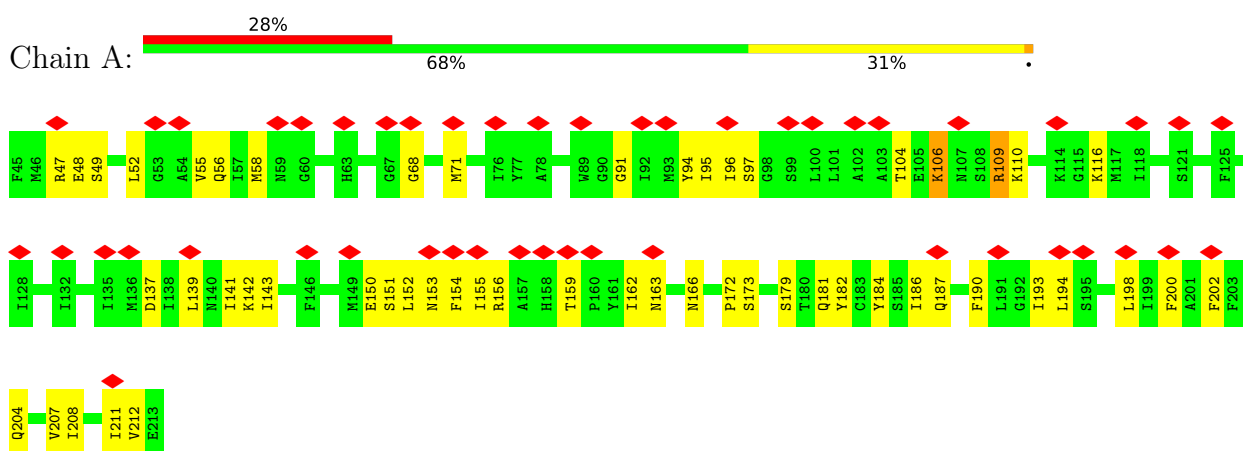 28%
Chain A:
68% 31% •
F45 M46 R47 E48 S49 L52 G53 A54 V55 Q56 I57 M58 N59 G60 H63 G67 G68 M71 I76 Y77 A78 W89 G90 G91 I92 M93 Y94 I95 I96 S97 G98 S99 L100 L101 A102 A103 T104 E105 K106 N107 S108 R109 K110 K114 G115 K116 M117 I118 S121 F125
I128 I132 I135 M136 D137 I138 L139 N140 I141 K142 I143 F146 M149 E150 S151 L152 N153 F154 I155 R156 A157 H158 T159 P160 Y161 I162 N163 N166 P172 S173 S179 T180 Q181 Y182 C183 Y184 S185 I186 Q187 F190 L191 G192 I193 L194 S195 L198 I199 F200 A201 F202 F203
Q204 V207 I208 I211 V212 E213